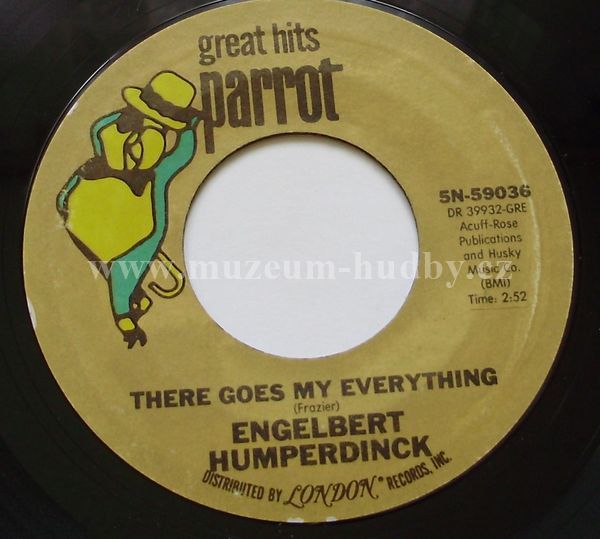 great hits
parrot
5N-59036
DR 39932-GRE
Acuff-Rose
Publications
and Husky
Music Co.
(BMI)
Time: 2:52
www.muzeum-hudby.cz
THERE GOES MY EVERYTHING
(Frazier)
ENGELBERT
HUMPERDINCK
DISTRIBUTED BY LONDON® RECORDS, INC.